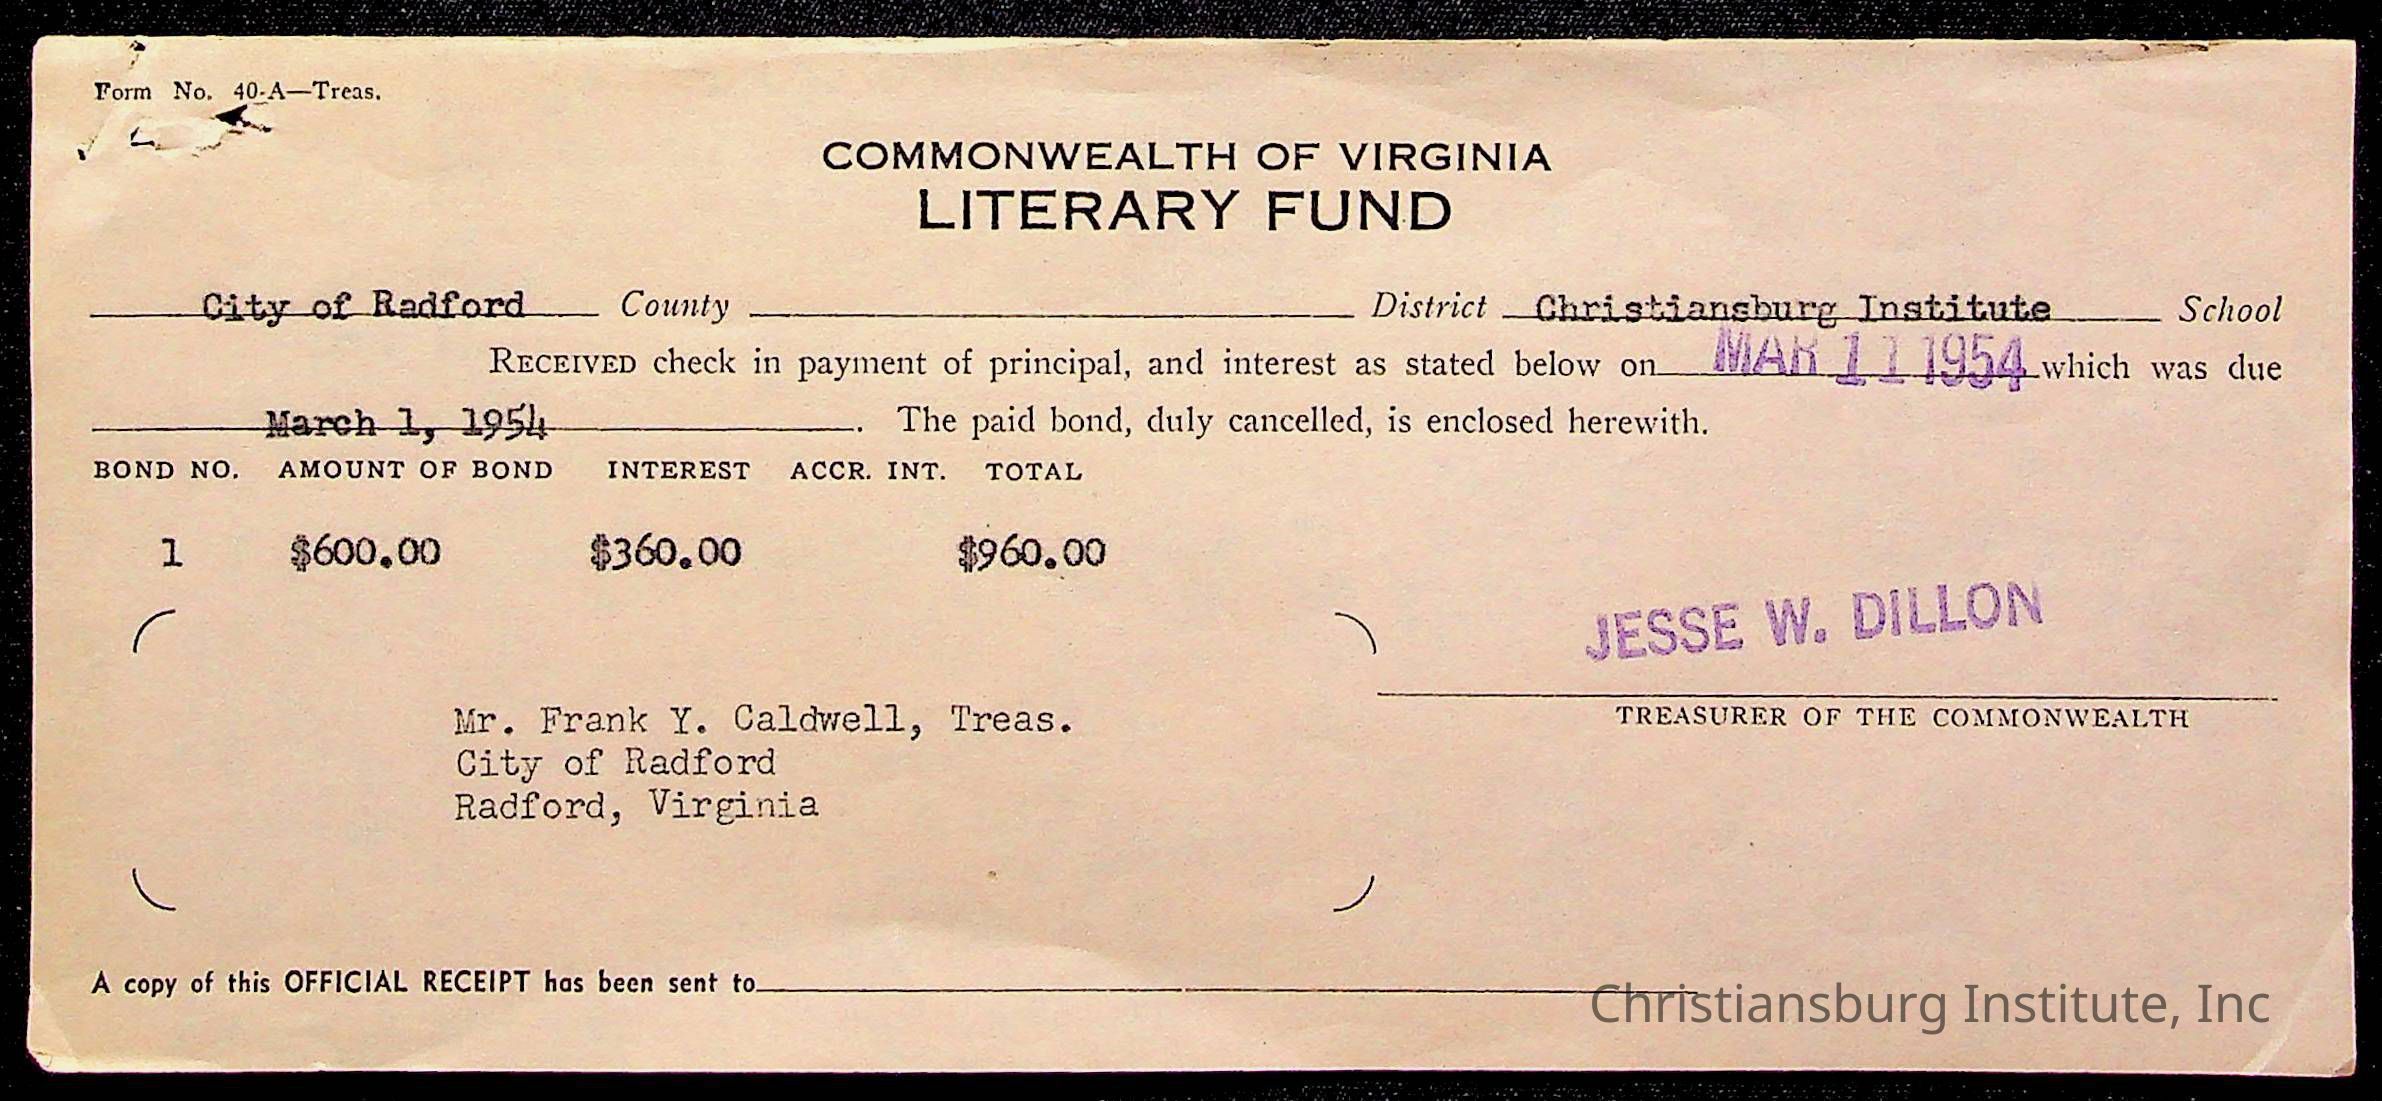 Form No. 40-A—Treas.
COMMONWEALTH OF VIRGINIA
LITERARY FUND
City of Radford County District Christiansburg Institute School
RECEIVED check in payment of principal, and interest as stated below on MAR 11 1954 which was due
March 1, 1954. The paid bond, duly cancelled, is enclosed herewith.
BOND NO. AMOUNT OF BOND INTEREST ACCR. INT. TOTAL
1 $600.00 $360.00 $960.00
JESSE W. DILLON
TREASURER OF THE COMMONWEALTH
Mr. Frank Y. Caldwell, Treas.
City of Radford
Radford, Virginia
A copy of this OFFICIAL RECEIPT has been sent to
Christiansburg Institute, Inc